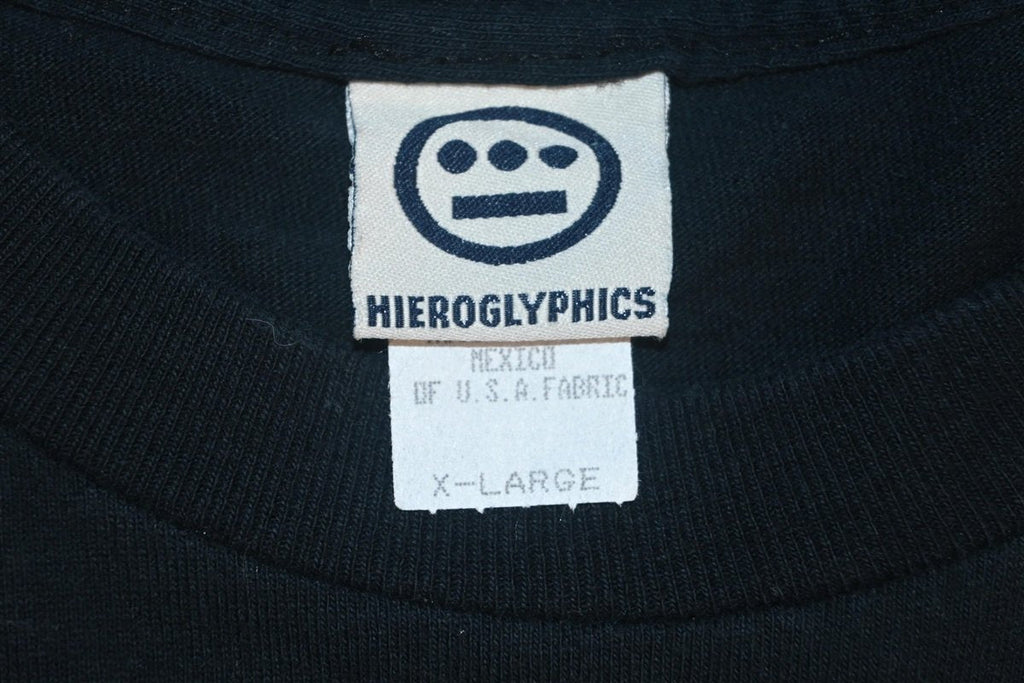 HIEROGLYPHICS
MEXICO
OF U.S.A.FABRIC
X-LARGE